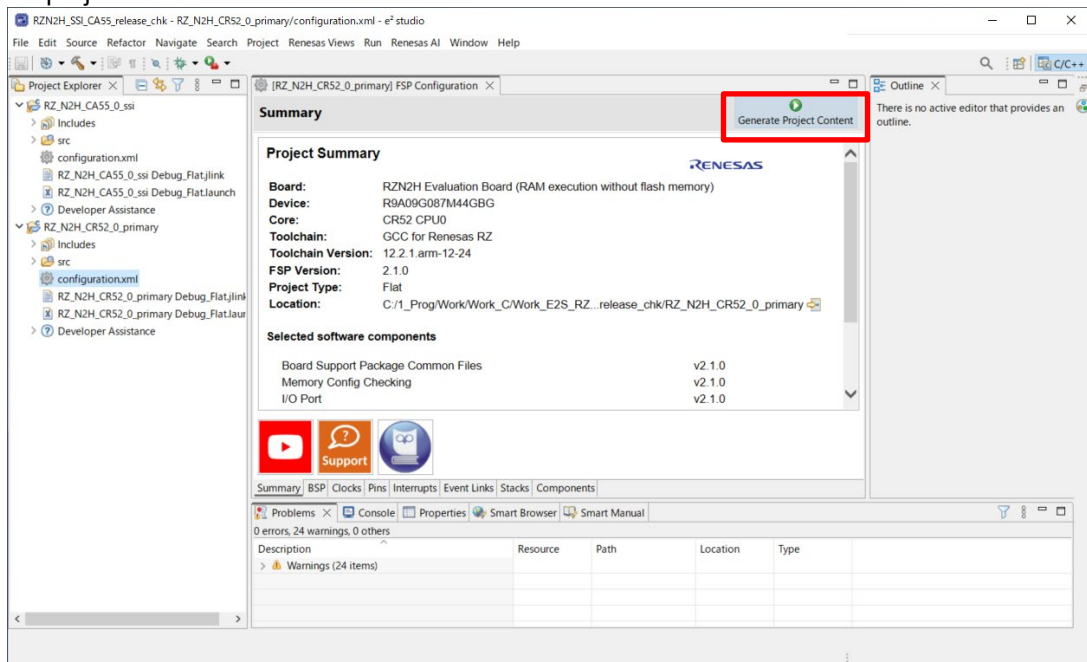 RZN2H_SSI_CA55_release_chk - RZ_N2H_CR52_0_primary/configuration.xml - e² studio
File Edit Source Refactor Navigate Search Project Renesas Views Run Renesas AI Window Help
C/C++
Project Explorer
[RZ_N2H_CR52_0_primary] FSP Configuration
Outline
RZ_N2H_CA55_0_ssi
Includes
src
configuration.xml
RZ_N2H_CA55_0_ssi Debug_Flat.jlink
RZ_N2H_CA55_0_ssi Debug_Flat.launch
Developer Assistance
RZ_N2H_CR52_0_primary
Includes
src
configuration.xml
RZ_N2H_CR52_0_primary Debug_Flat.jlink
RZ_N2H_CR52_0_primary Debug_Flat.laur
Developer Assistance
Summary
Generate Project Content
Project Summary
RENESAS
Board: RZN2H Evaluation Board (RAM execution without flash memory)
Device: R9A09G087M44GBG
Core: CR52 CPU0
Toolchain: GCC for Renesas RZ
Toolchain Version: 12.2.1.arm-12-24
FSP Version: 2.1.0
Project Type: Flat
Location: C:/1_Prog/Work/Work_C/Work_E2S_RZ...release_chk/RZ_N2H_CR52_0_primary
Selected software components
Board Support Package Common Files v2.1.0
Memory Config Checking v2.1.0
I/O Port v2.1.0
Support
Summary BSP Clocks Pins Interrupts Event Links Stacks Components
There is no active editor that provides an
outline.
Problems Console Properties Smart Browser Smart Manual
0 errors, 24 warnings, 0 others
Description Resource Path Location Type
Warnings (24 items)